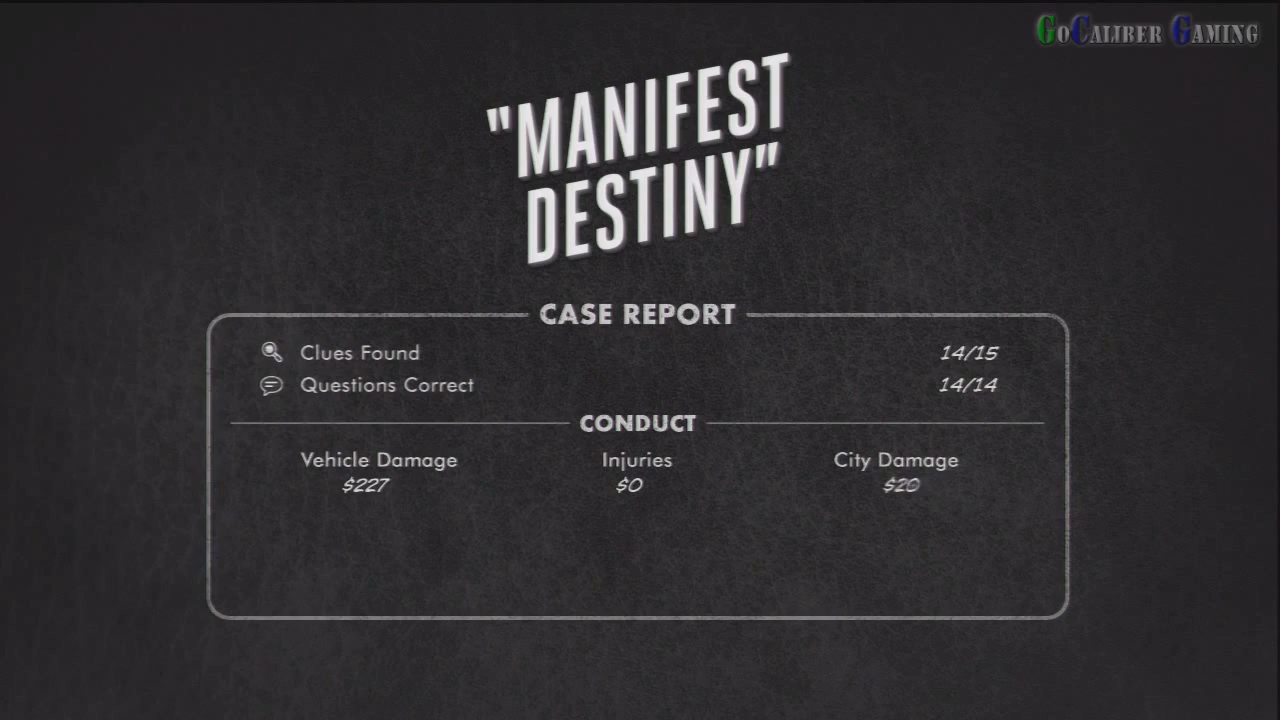 GoCaliber Gaming
"MANIFEST
DESTINY"
CASE REPORT
Clues Found 14/15
Questions Correct 14/14
CONDUCT
Vehicle Damage Injuries City Damage
$227 $0 $20